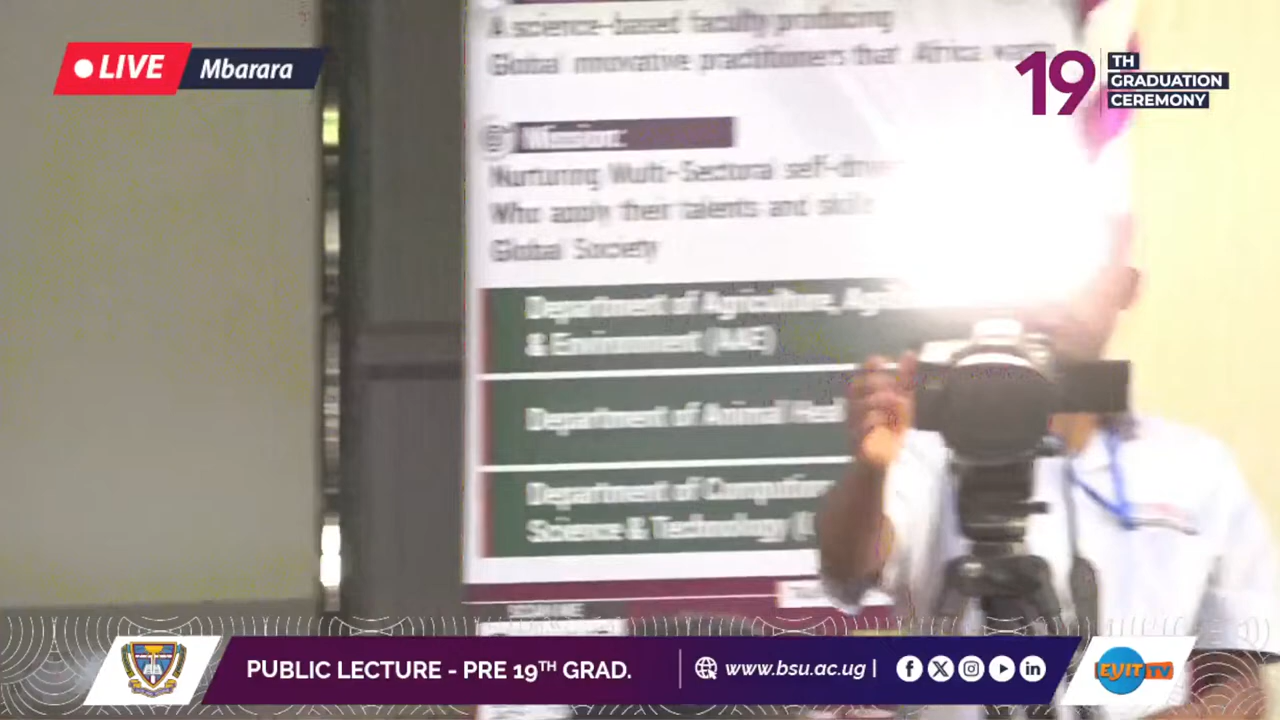 LIVE Mbarara
19 TH GRADUATION CEREMONY
A science-based faculty producing
Global innovative practitioners that Africa
Mission:
Nurturing Multi-Sectoral
Who apply their talents and
Global Society
Department of Agriculture,
& Environment (AAE)
Department of Animal
Department of
Science & Technology
PUBLIC LECTURE - PRE 19TH GRAD.
www.bsu.ac.ug |
EYIT TV